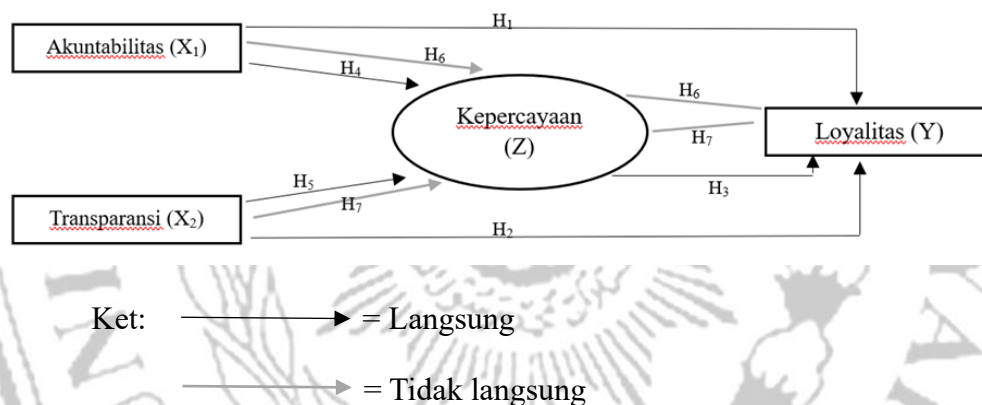 H₁
Akuntabilitas (X₁)
H₆
H₄
H₆
Kepercayaan
(Z)
Loyalitas (Y)
H₇
H₅
H₃
H₇
Transparansi (X₂)
H₂
Ket:
= Langsung
= Tidak langsung